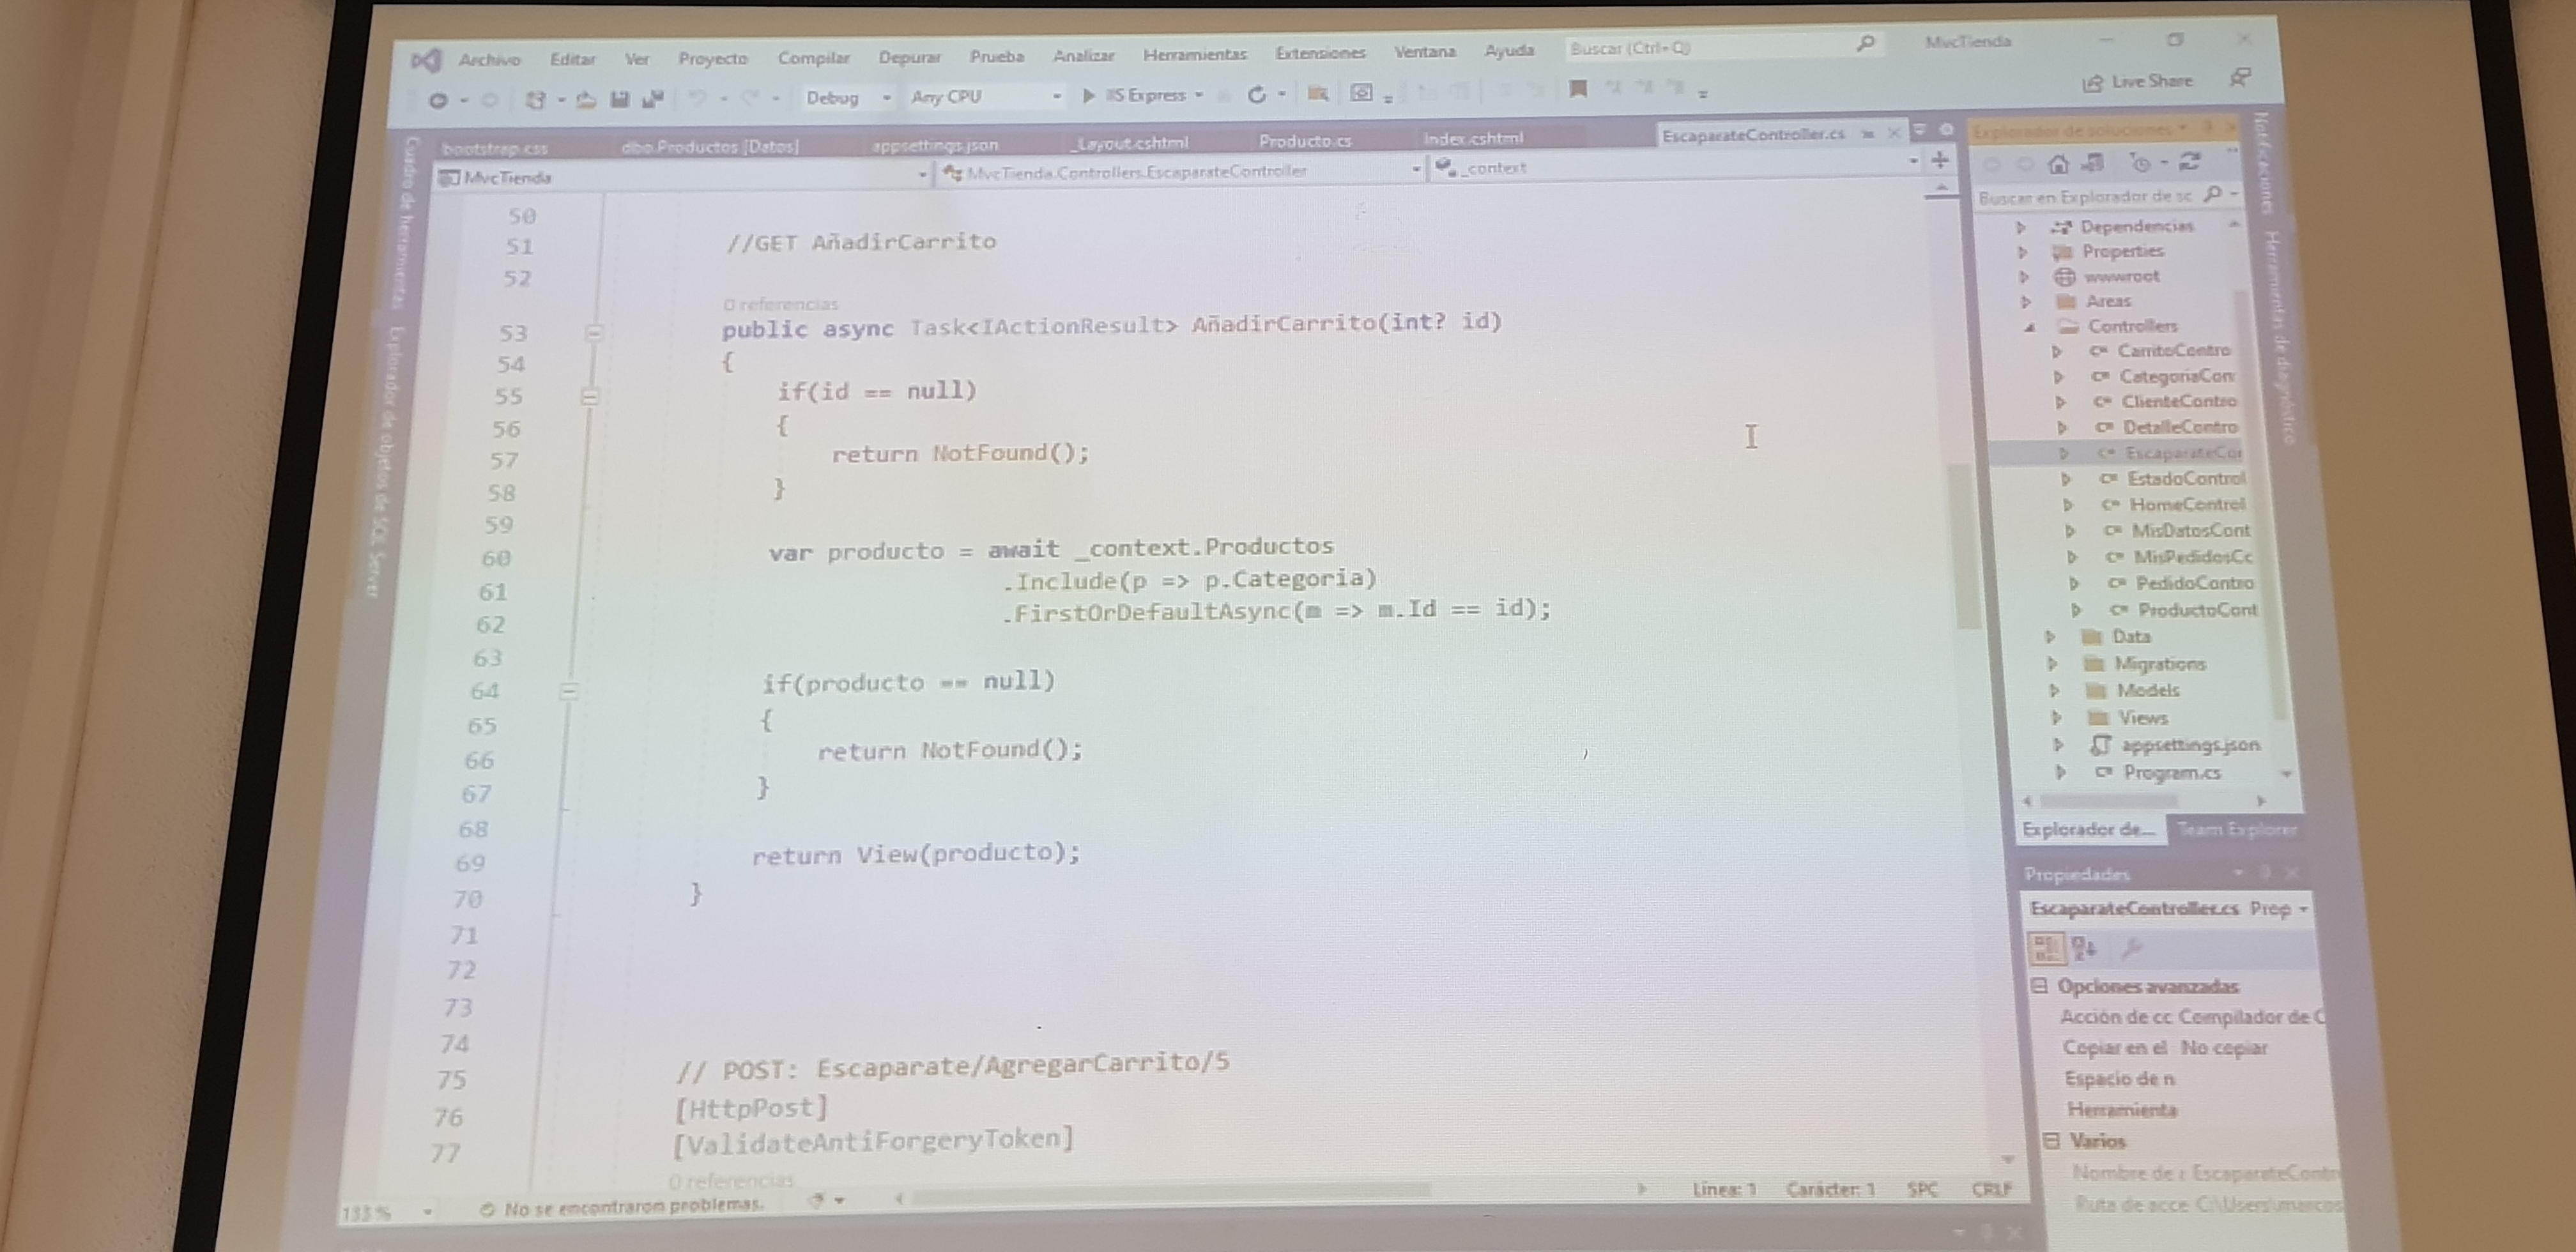 Archivo Editar Ver Proyecto Compilar Depurar Prueba Analizar Herramientas Extensiones Ventana Ayuda Buscar (Ctrl+Q) MvcTienda
Debug Any CPU IIS Express Live Share
bootstrap.css dbo.Productos [Datos] appsettings.json _Layout.cshtml Producto.cs Index.cshtml EscaparateController.cs
MvcTienda MvcTienda.Controllers.EscaparateController _context
50
51 //GET AñadirCarrito
52
0 referencias
53 public async Task<IActionResult> AñadirCarrito(int? id)
54 {
55 if(id == null)
56 {
57 return NotFound();
58 }
59
60 var producto = await _context.Productos
61 .Include(p => p.Categoria)
62 .FirstOrDefaultAsync(m => m.Id == id);
63
64 if(producto == null)
65 {
66 return NotFound();
67 }
68
69 return View(producto);
70 }
71
72
73
74
75 // POST: Escaparate/AgregarCarrito/5
76 [HttpPost]
77 [ValidateAntiForgeryToken]
0 referencias
133 % No se encontraron problemas. Línea: 1 Carácter: 1 SPC CRLF
Cuadro de herramientas
Explorador de objetos de SQL Server
Explorador de soluciones
Buscar en Explorador de sc
Dependencias
Properties
wwwroot
Areas
Controllers
C# CarritoContro
C# CategoriaCon
C# ClienteContro
C# DetalleContro
C# EscaparateCor
C# EstadoControl
C# HomeControl
C# MisDatosCont
C# MisPedidosCc
C# PedidoContro
C# ProductoCont
Data
Migrations
Models
Views
appsettings.json
C# Program.cs
Explorador de... Team Explorer
Propiedades
EscaparateController.cs Prop
Opciones avanzadas
Acción de cc Compilador de C
Copiar en el No copiar
Espacio de n
Herramienta
Varios
Nombre de a EscaparateContr
Ruta de acce C:\Users\marcos
Notificaciones
Herramientas de diagnóstico